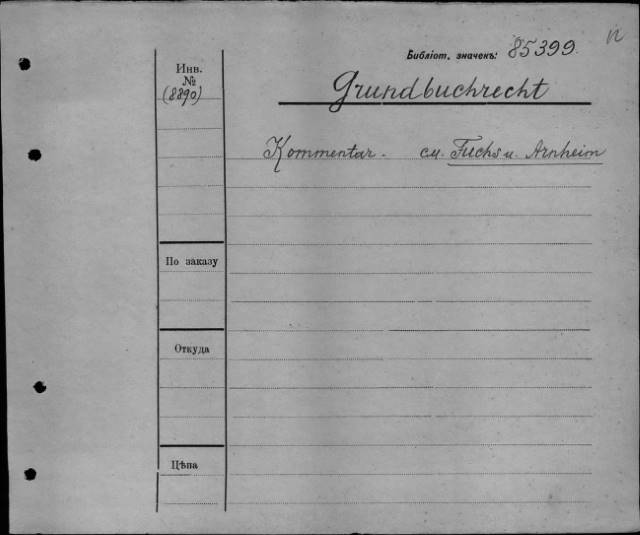 Библіот. значекъ: 85399.
Инв.
№
(8890)
Grundbuchrecht
Kommentar. см. Fuchs u. Arnheim
По заказу
Откуда
Цѣна